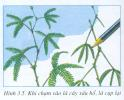 Hình 3.5. Khi chạm vào lá cây xấu hổ, lá cụp lại